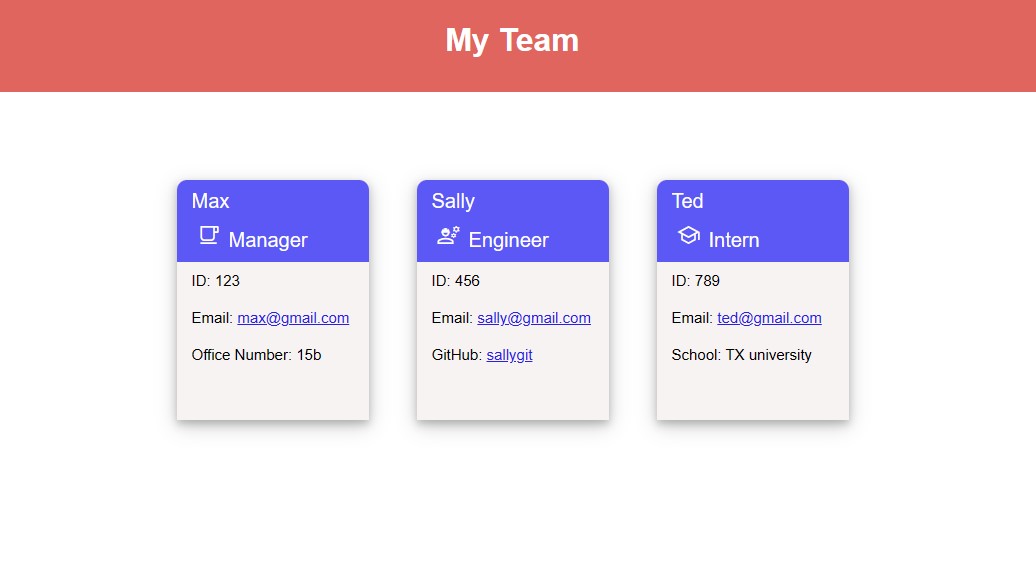 My Team
Max
Manager
ID: 123
Email: max@gmail.com
Office Number: 15b
Sally
Engineer
ID: 456
Email: sally@gmail.com
GitHub: sallygit
Ted
Intern
ID: 789
Email: ted@gmail.com
School: TX university